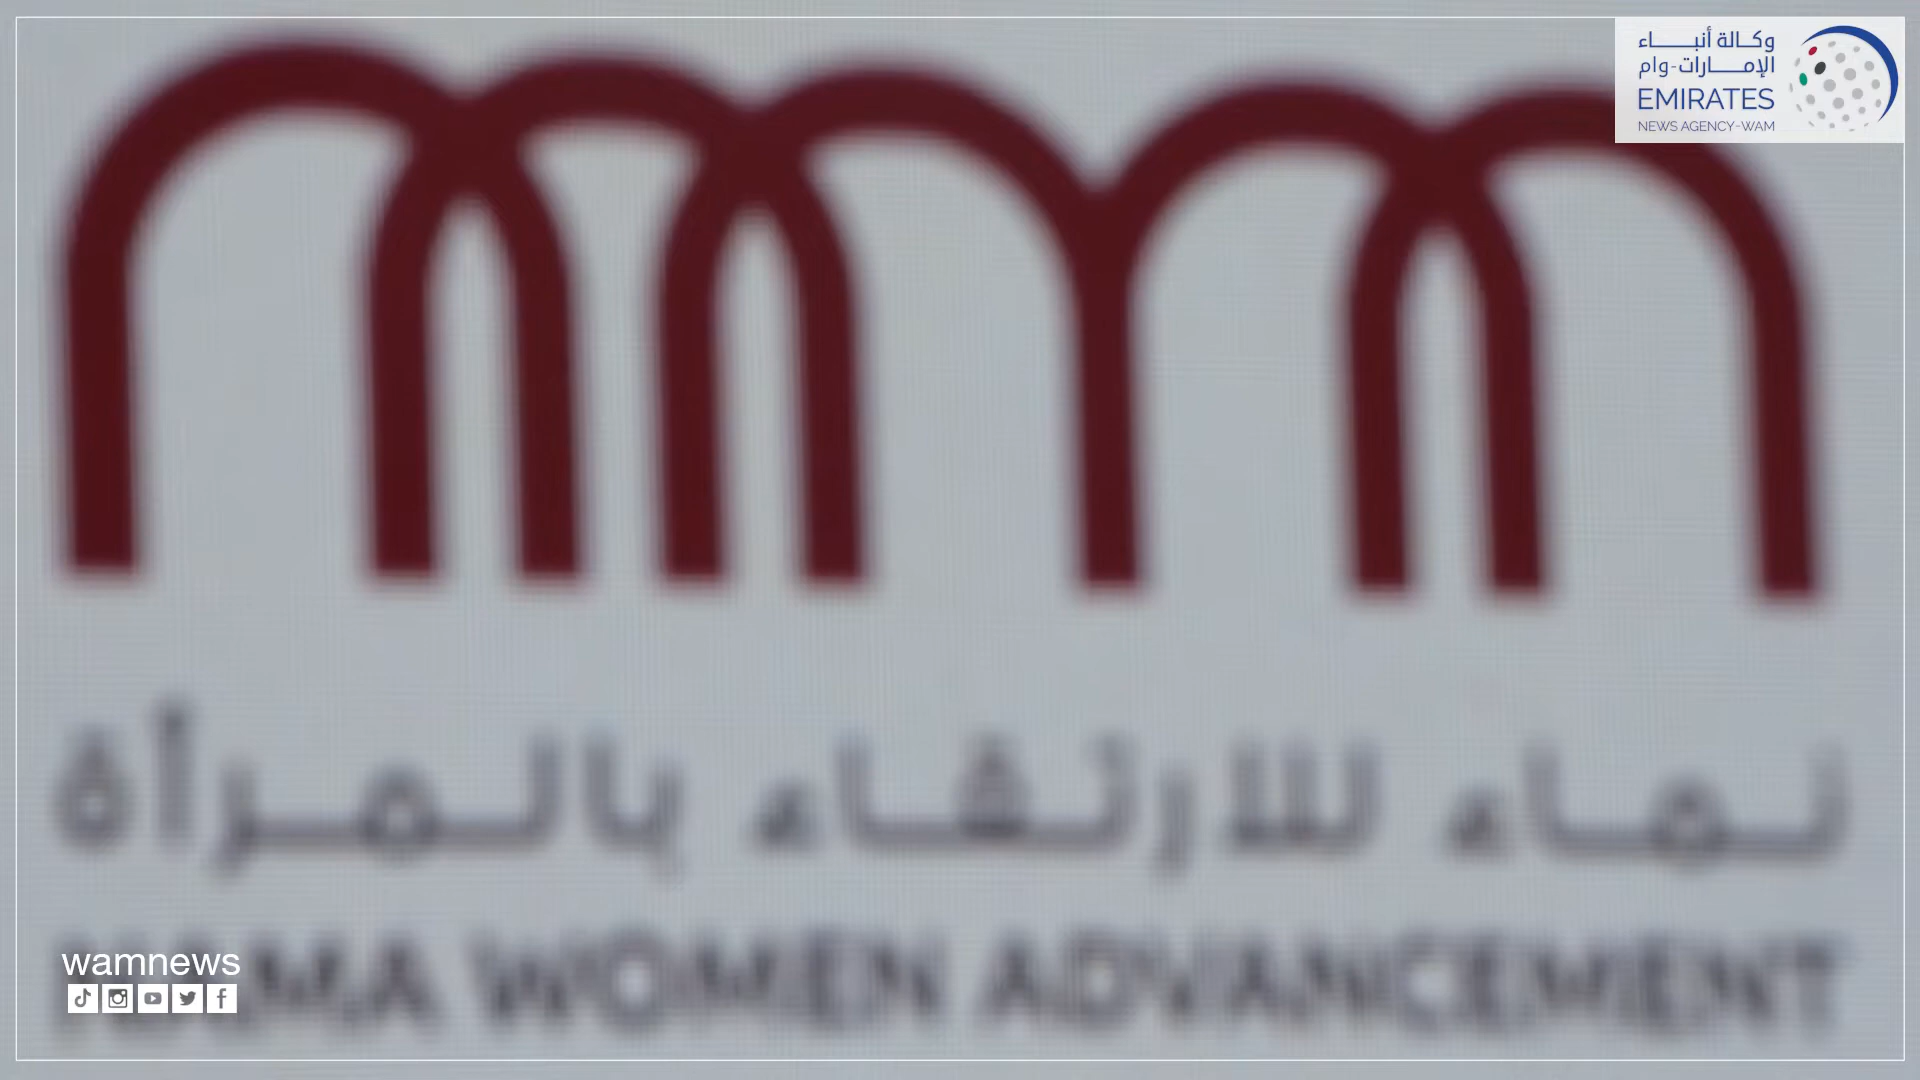 وكالة أنباء
الإمارات-وام
EMIRATES
NEWS AGENCY-WAM
نماء للارتقاء بالمرأة
NAMA WOMEN ADVANCEMENT
wamnews